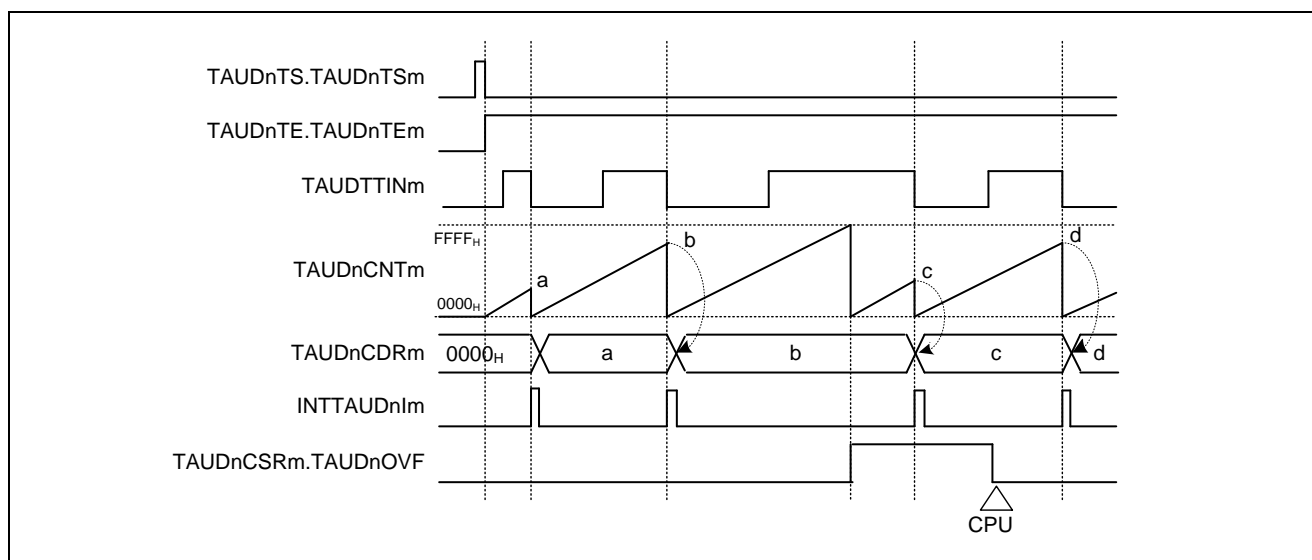 TAUDnTS.TAUDnTSm
TAUDnTE.TAUDnTEm
TAUDTTINm
FFFFH
b
d
TAUDnCNTm
a
c
0000H
TAUDnCDRm
0000H
a
b
c
d
INTTAUDnIm
TAUDnCSRm.TAUDnOVF
CPU